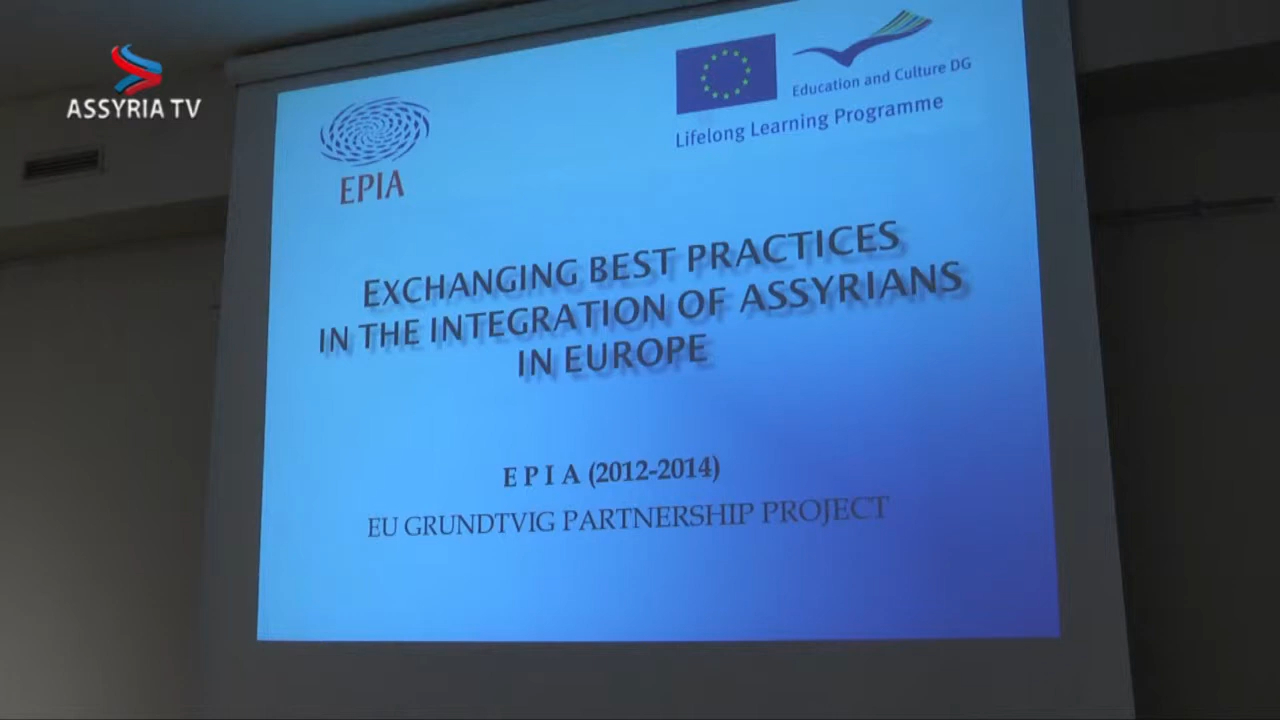 ASSYRIA TV
EPIA
Education and Culture DG
Lifelong Learning Programme
EXCHANGING BEST PRACTICES
IN THE INTEGRATION OF ASSYRIANS
IN EUROPE
E P I A (2012-2014)
EU GRUNDTVIG PARTNERSHIP PROJECT